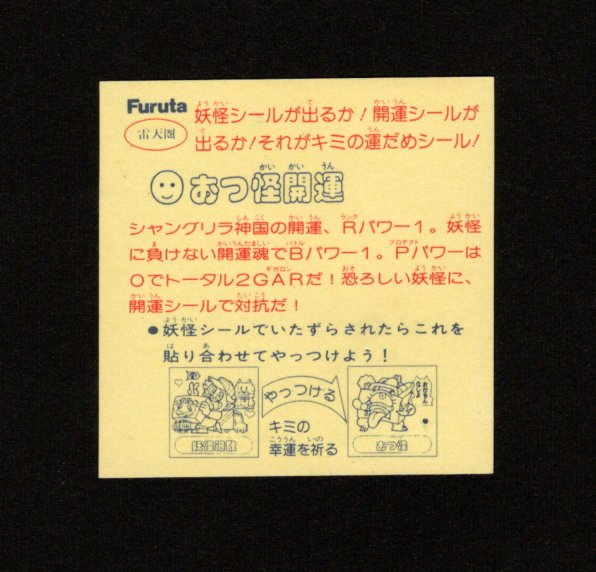 Furuta
雷天圏
妖怪シールが出るか!開運シールが
出るか!それがキミの運だめシール!
おつ怪開運
シャングリラ神国の開運、Rパワー1。妖怪
に負けない開運魂でBパワー1。Pパワーは
0でトータル2GARだ!恐ろしい妖怪に、
開運シールで対抗だ!
●妖怪シールでいたずらされたらこれを
貼り合わせてやっつけよう!
やっつける
キミの
幸運を祈る
妖怪退散
おつ怪